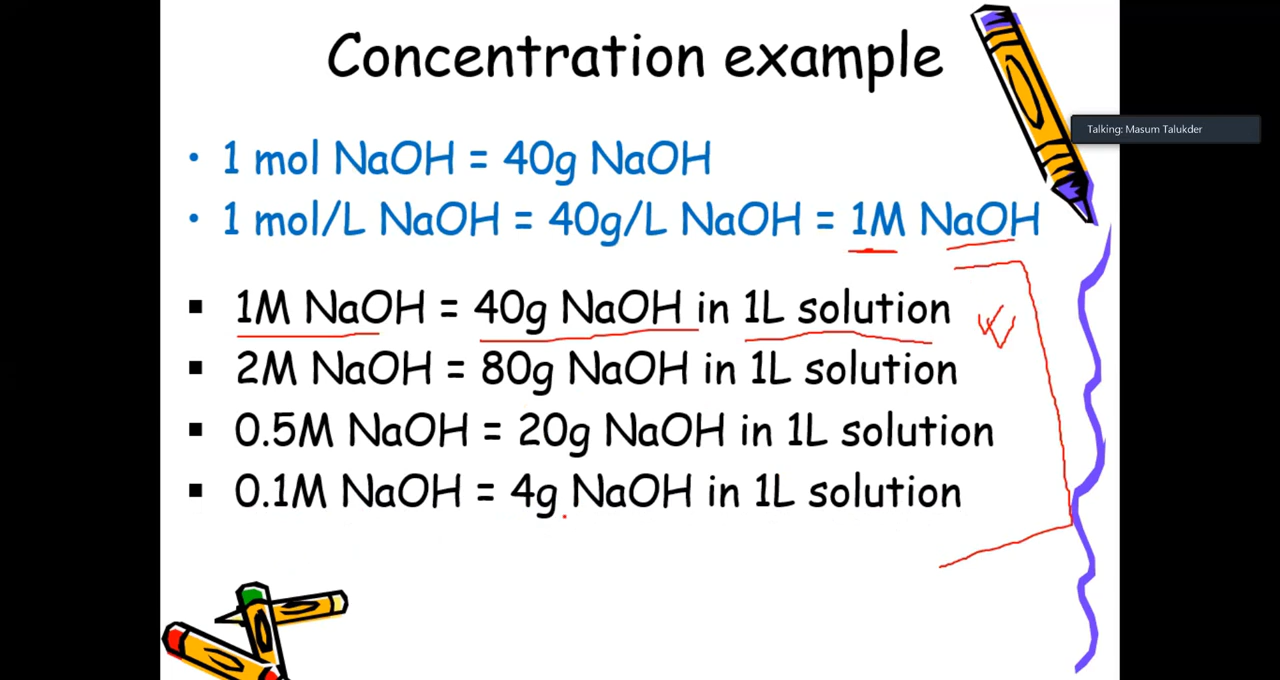 Concentration example
Talking: Masum Talukder
• 1 mol NaOH = 40g NaOH
• 1 mol/L NaOH = 40g/L NaOH = 1M NaOH
▪ 1M NaOH = 40g NaOH in 1L solution
▪ 2M NaOH = 80g NaOH in 1L solution
▪ 0.5M NaOH = 20g NaOH in 1L solution
▪ 0.1M NaOH = 4g NaOH in 1L solution